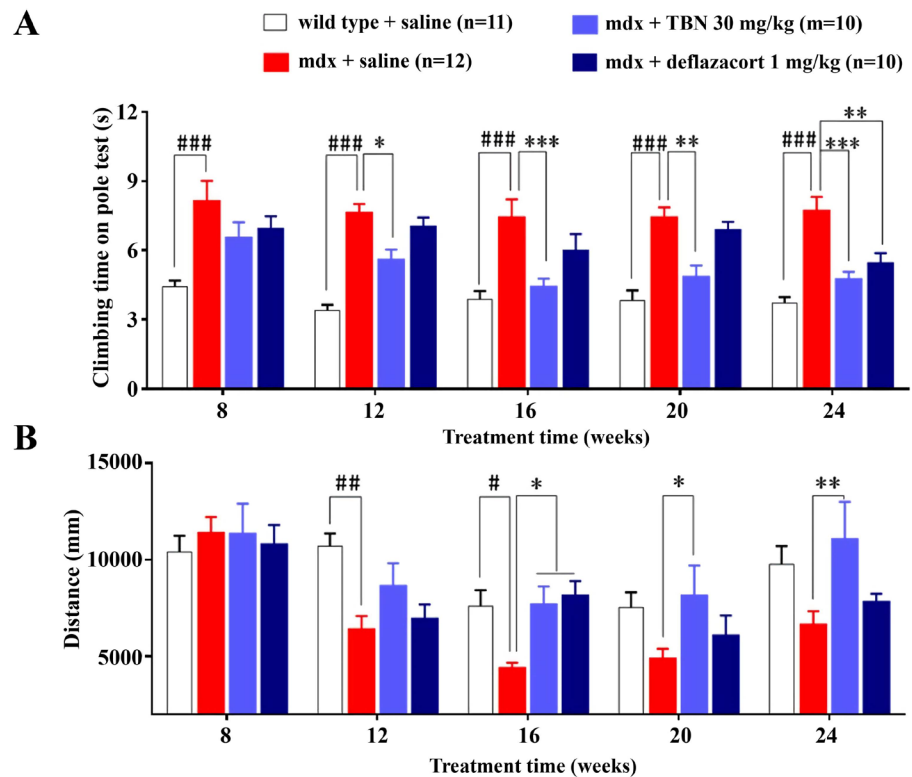 A
wild type + saline (n=11)
mdx + TBN 30 mg/kg (m=10)
mdx + saline (n=12)
mdx + deflazacort 1 mg/kg (n=10)
Climbing time on pole test (s)
12
9
6
3
0
###
### *
### ***
### **
**
### ***
8 12 16 20 24
Treatment time (weeks)
B
Distance (mm)
15000
10000
5000
##
# *
*
**
8 12 16 20 24
Treatment time (weeks)